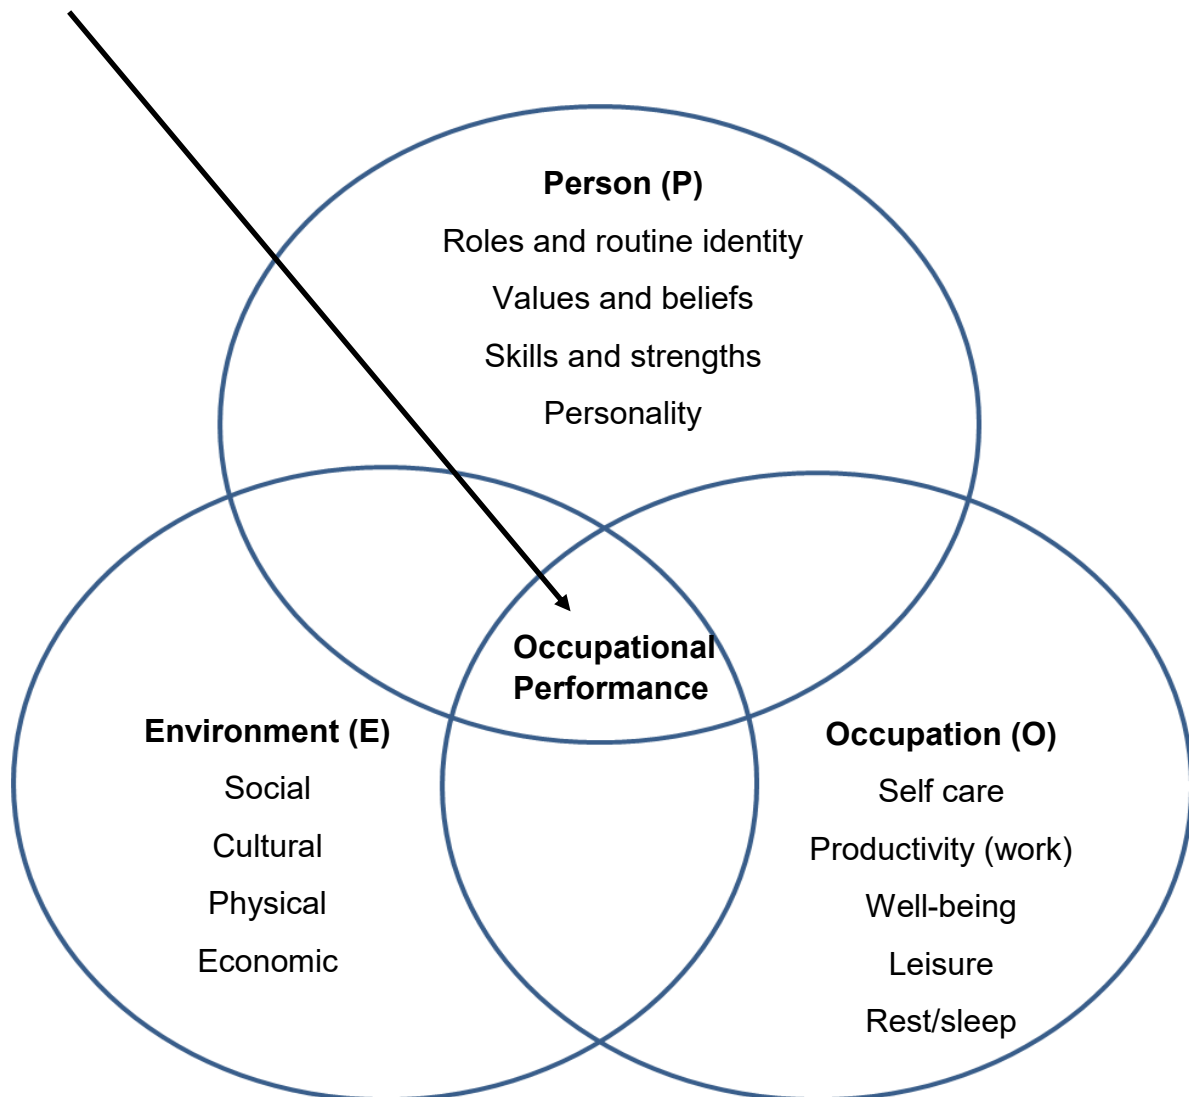 Person (P)
Roles and routine identity
Values and beliefs
Skills and strengths
Personality
Occupational
Performance
Environment (E)
Social
Cultural
Physical
Economic
Occupation (O)
Self care
Productivity (work)
Well-being
Leisure
Rest/sleep